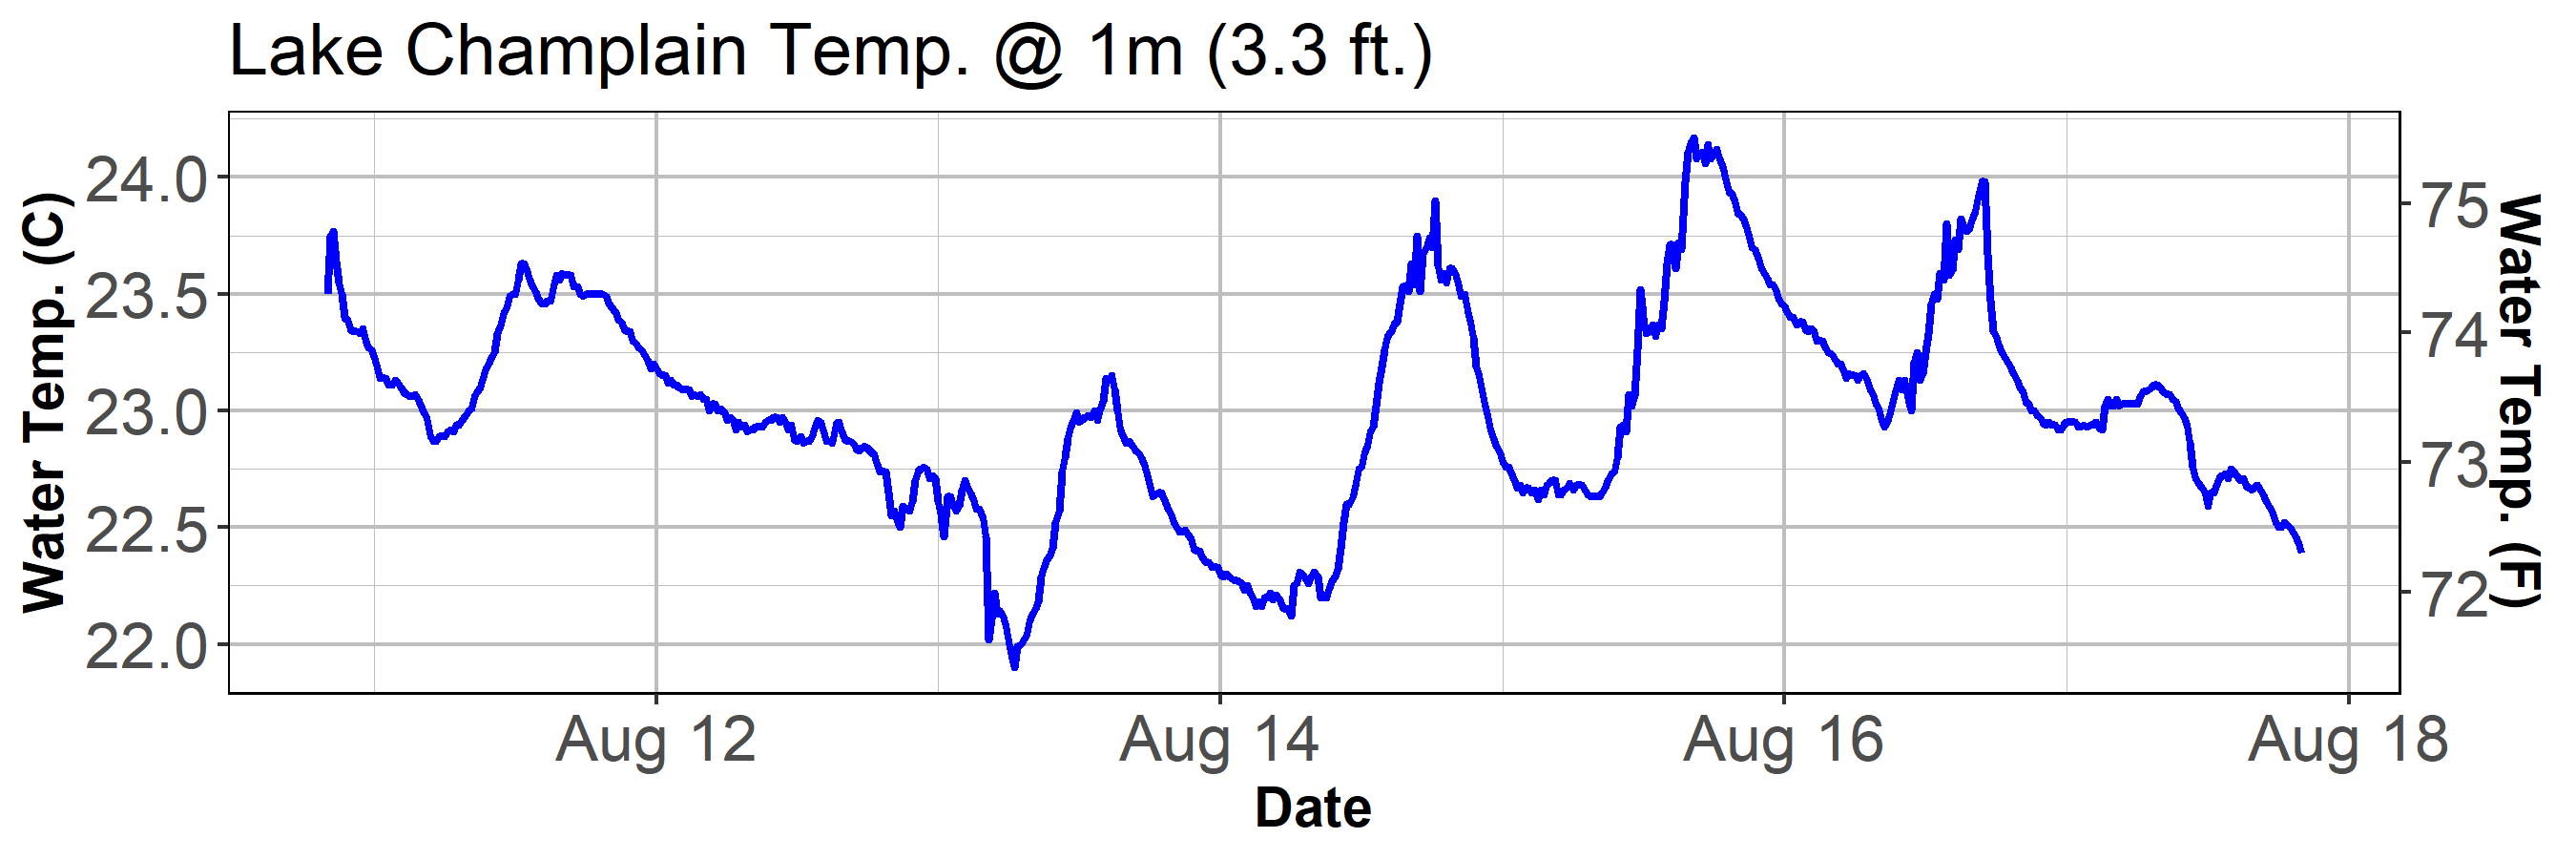 Lake Champlain Temp. @ 1m (3.3 ft.)
Water Temp. (C)
24.0
23.5
23.0
22.5
22.0
75
74
73
72
Water Temp. (F)
Aug 12
Aug 14
Aug 16
Aug 18
Date